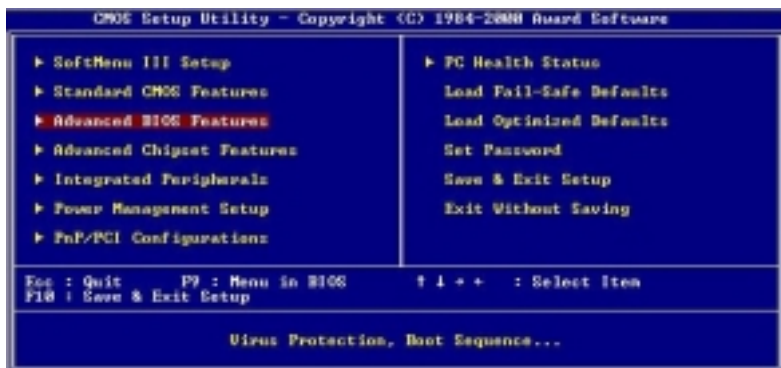 CMOS Setup Utility - Copyright (C) 1984-2000 Award Software
► SoftMenu III Setup
► Standard CMOS Features
► Advanced BIOS Features
► Advanced Chipset Features
► Integrated Peripherals
► Power Management Setup
► PnP/PCI Configurations
► PC Health Status
Load Fail-Safe Defaults
Load Optimized Defaults
Set Password
Save & Exit Setup
Exit Without Saving
Esc : Quit F9 : Menu in BIOS ↑ ↓ → ← : Select Item
F10 : Save & Exit Setup
Virus Protection, Boot Sequence...